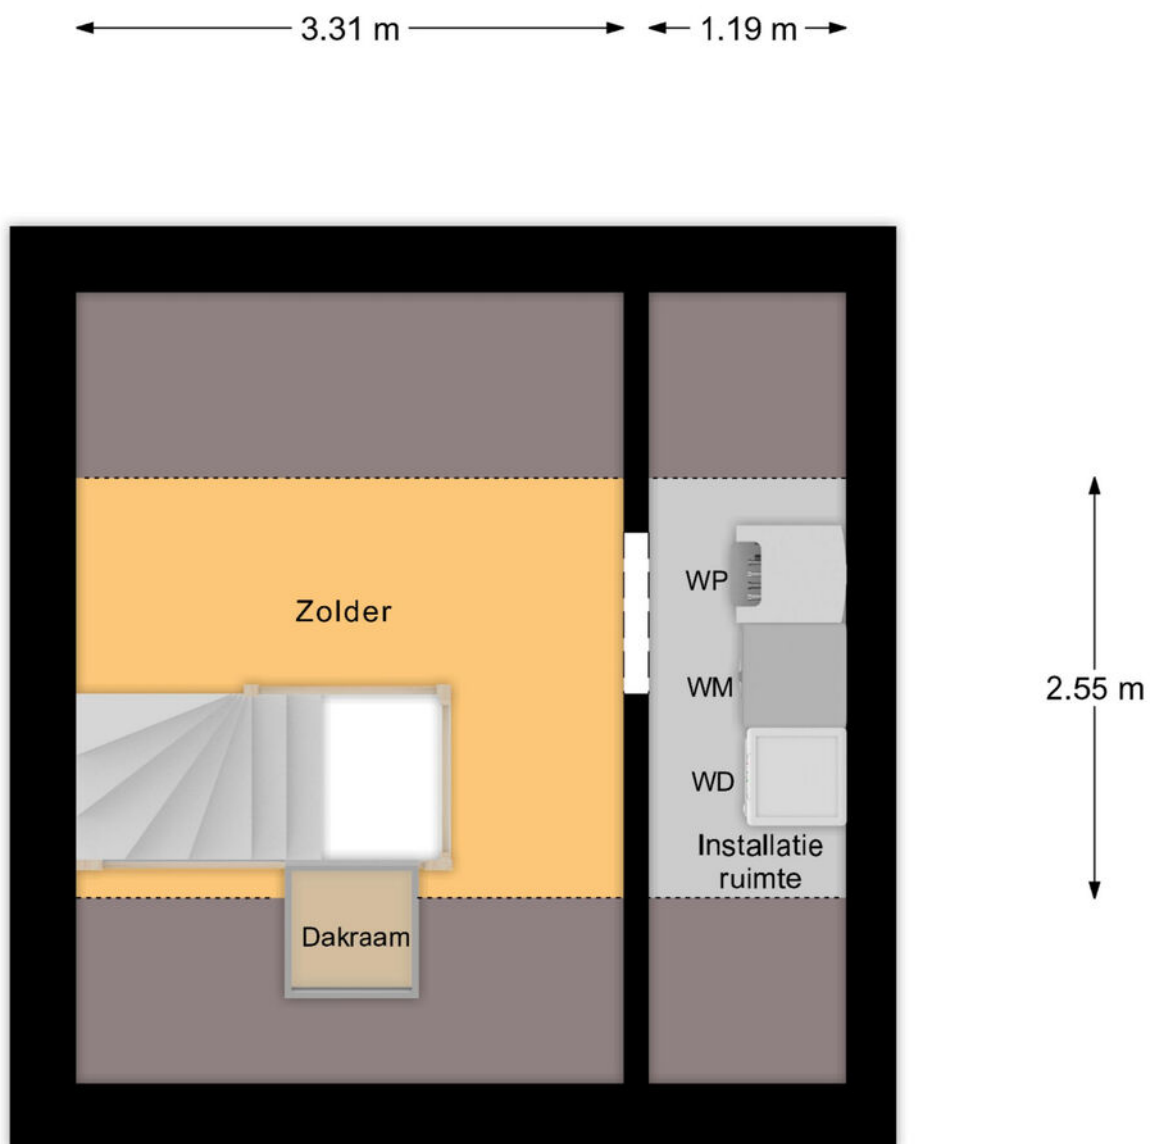 3.31 m
1.19 m
WP
Zolder
WM
2.55 m
WD
Installatie
ruimte
Dakraam